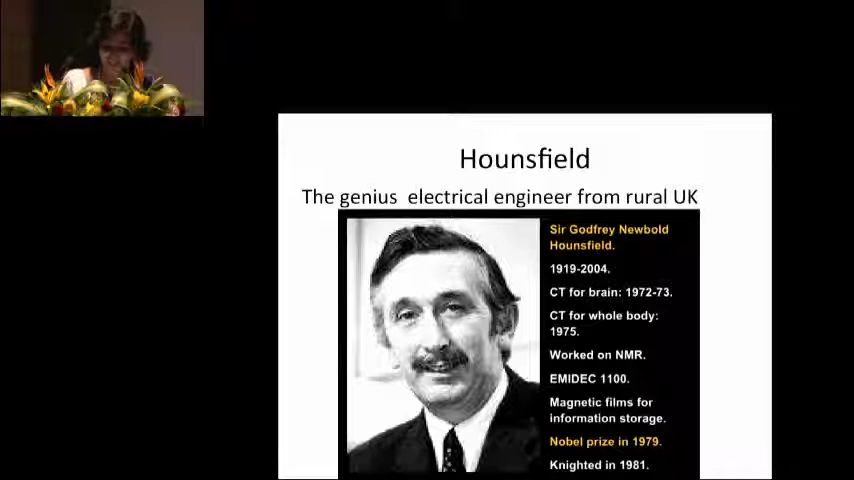 Hounsfield
The genius  electrical engineer from rural UK
Sir Godfrey Newbold
Hounsfield.
1919-2004.
CT for brain: 1972-73.
CT for whole body:
1975.
Worked on NMR.
EMIDEC 1100.
Magnetic films for
information storage.
Nobel prize in 1979.
Knighted in 1981.